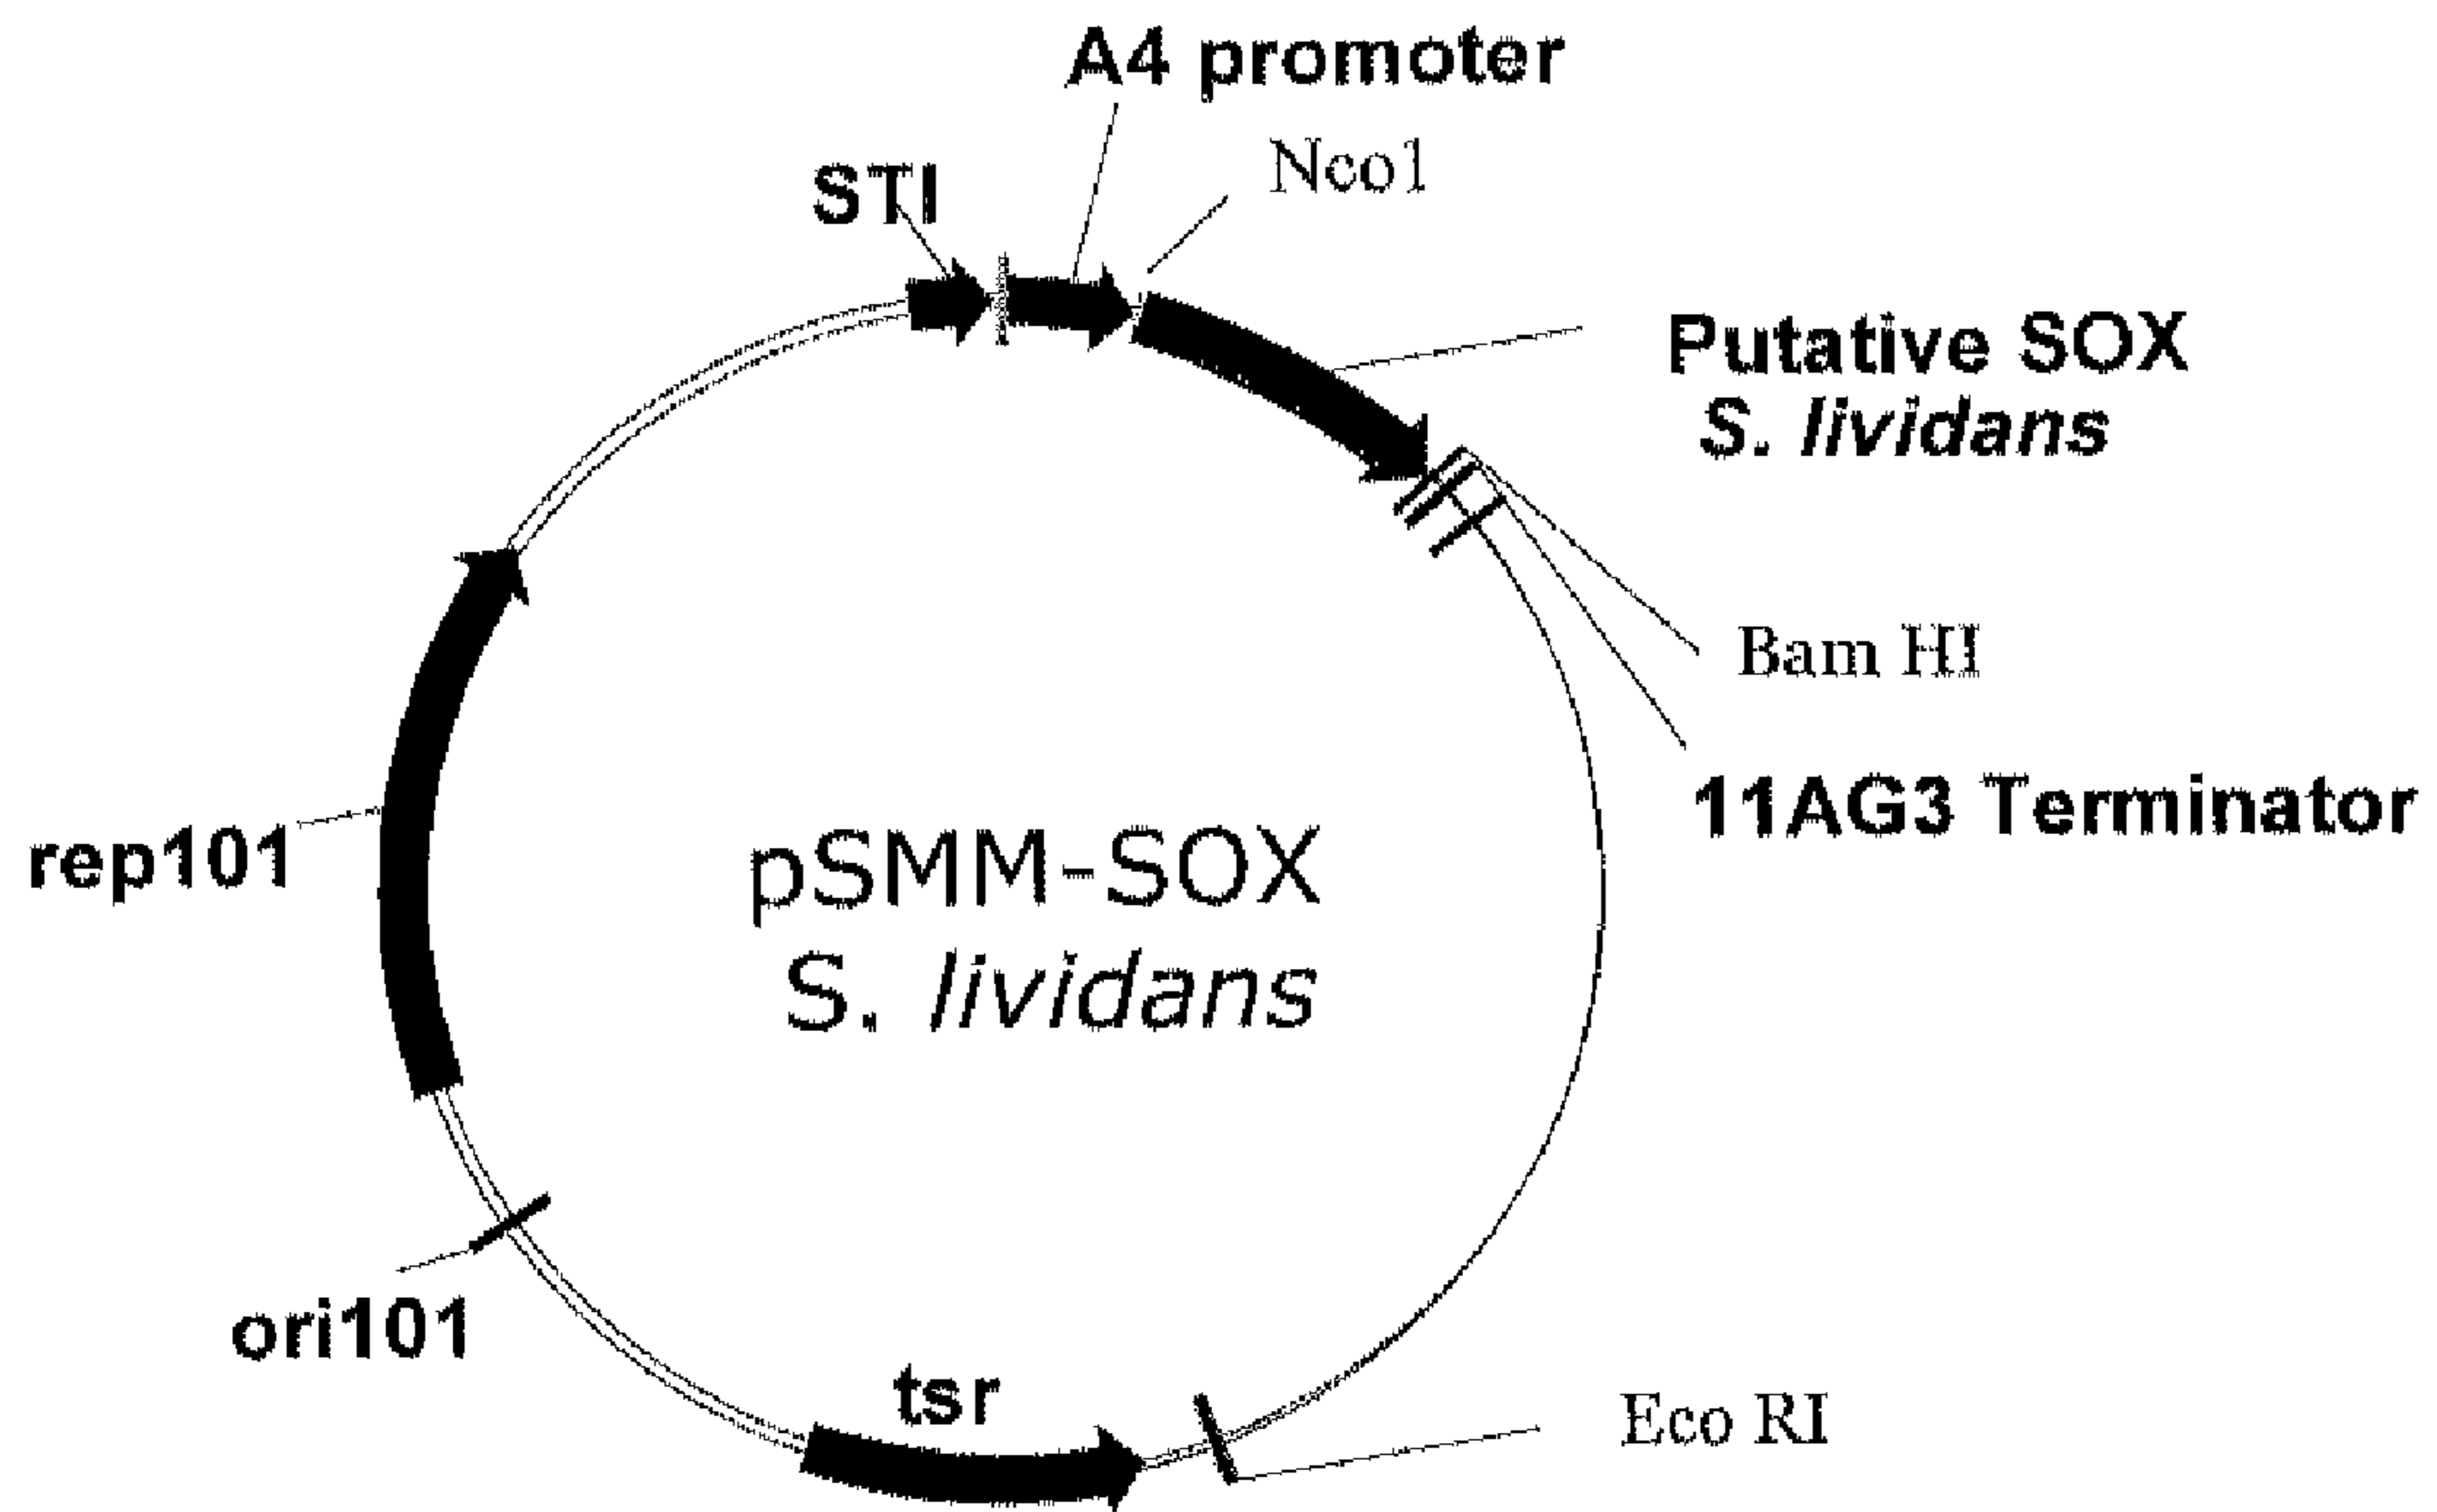 A4 promoter
STI
Nco1
Putative SOX
S. lividans
Bam HI
11AG3 Terminator
rep101
pSMM-SOX
S. lividans
ori101
tsr
Eco RI